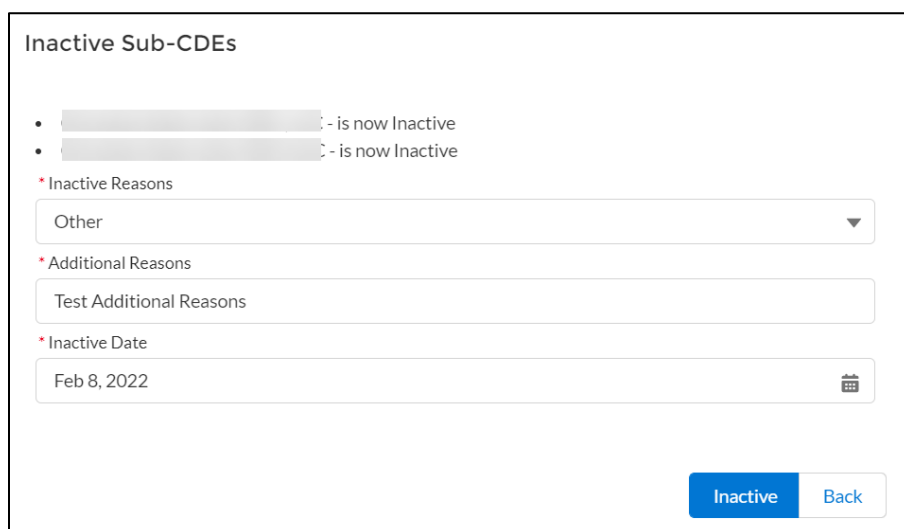 Inactive Sub-CDEs
- is now Inactive
- is now Inactive
* Inactive Reasons
Other
* Additional Reasons
Test Additional Reasons
* Inactive Date
Feb 8, 2022
Inactive Back